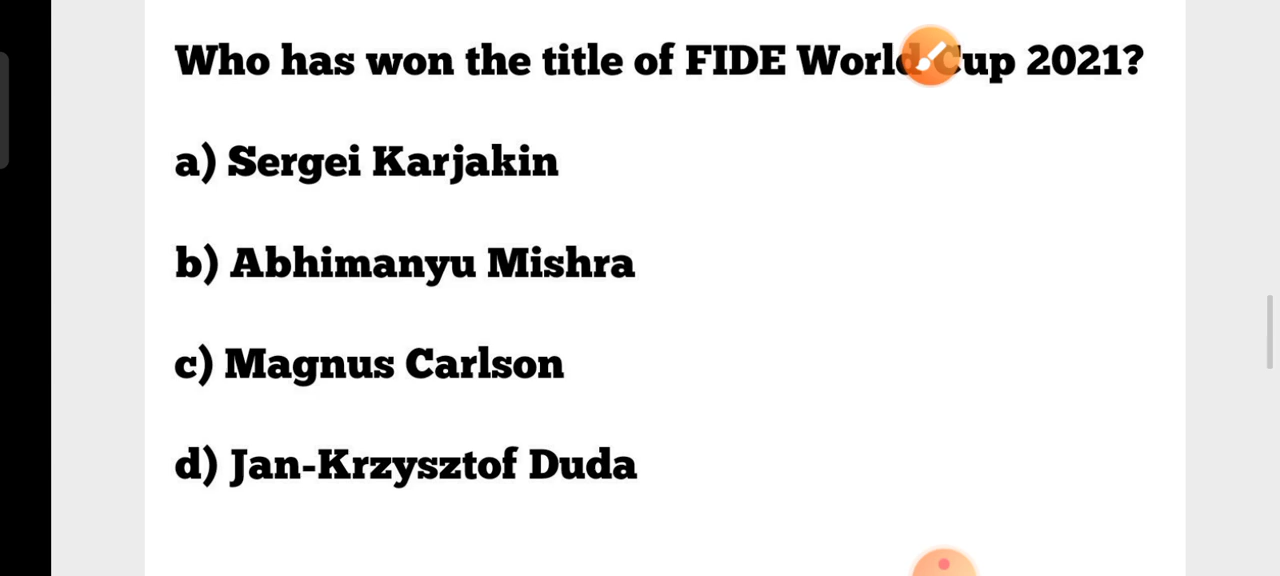 Who has won the title of FIDE World Cup 2021?
a) Sergei Karjakin
b) Abhimanyu Mishra
c) Magnus Carlson
d) Jan-Krzysztof Duda